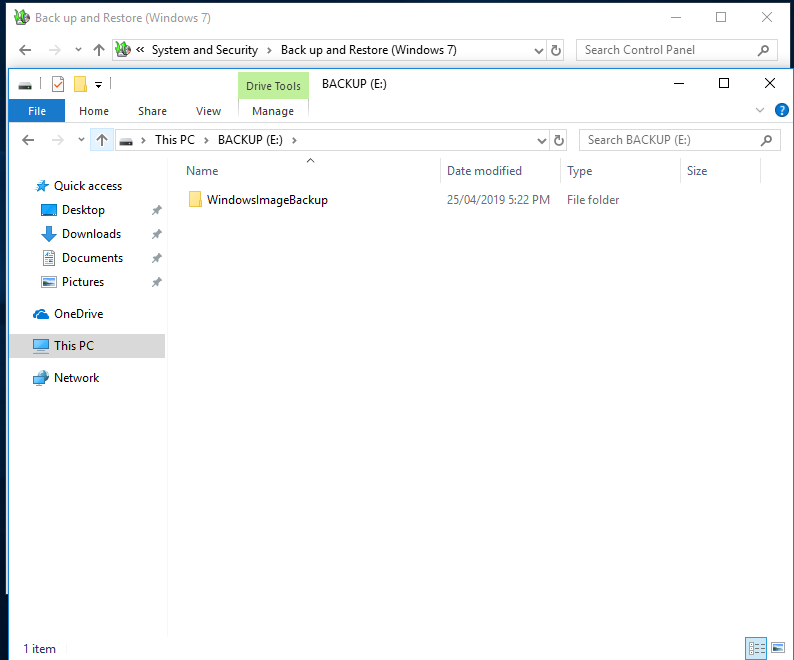 Back up and Restore (Windows 7)
« System and Security > Back up and Restore (Windows 7) Search Control Panel
Drive Tools BACKUP (E:)
File Home Share View Manage
This PC > BACKUP (E:) > Search BACKUP (E:)
Name Date modified Type Size
Quick access
WindowsImageBackup 25/04/2019 5:22 PM File folder
Desktop
Downloads
Documents
Pictures
OneDrive
This PC
Network
1 item